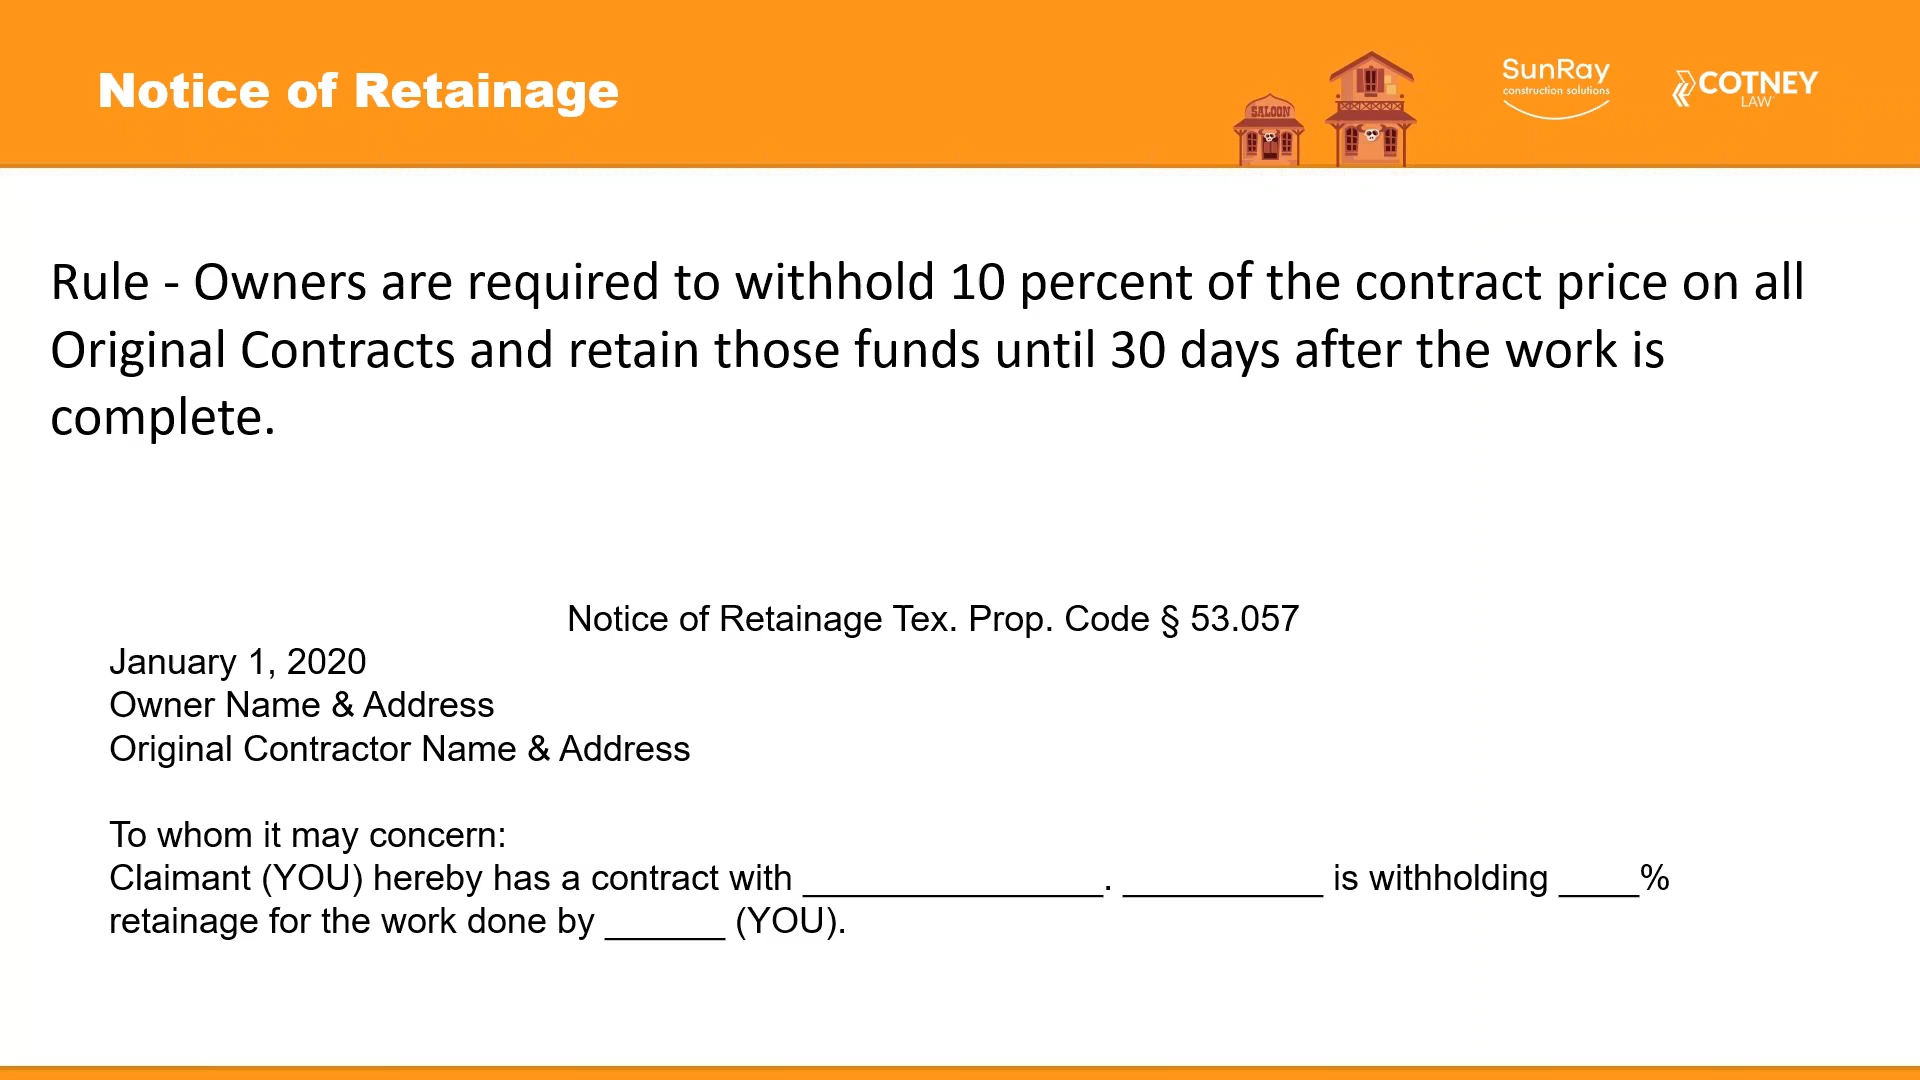 Notice of Retainage
SALOON
SunRay
construction solutions
COTNEY
LAW
Rule - Owners are required to withhold 10 percent of the contract price on all
Original Contracts and retain those funds until 30 days after the work is
complete.
Notice of Retainage Tex. Prop. Code § 53.057
January 1, 2020
Owner Name & Address
Original Contractor Name & Address
To whom it may concern:
Claimant (YOU) hereby has a contract with _______________. __________ is withholding ____%
retainage for the work done by ______ (YOU).